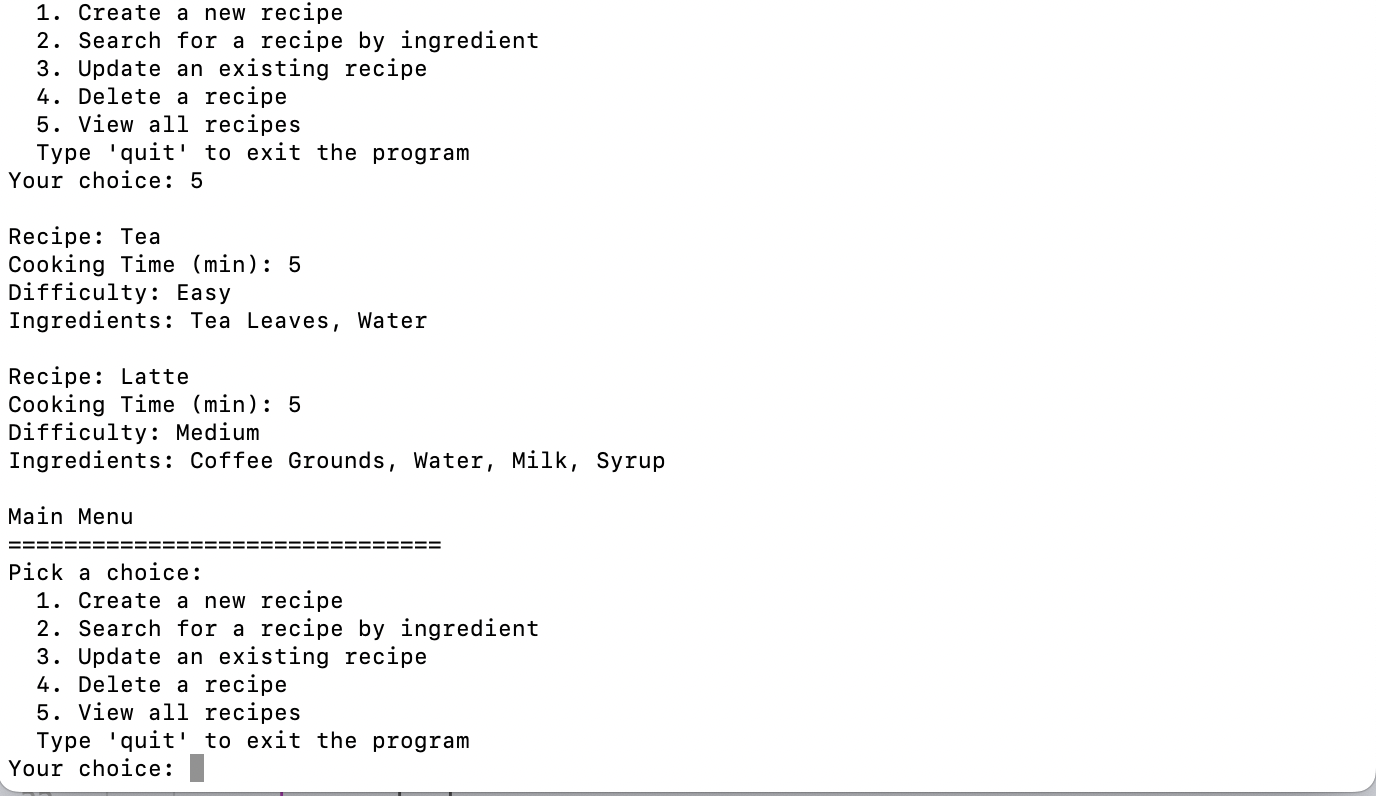 1. Create a new recipe
2. Search for a recipe by ingredient
3. Update an existing recipe
4. Delete a recipe
5. View all recipes
Type 'quit' to exit the program
Your choice: 5
Recipe: Tea
Cooking Time (min): 5
Difficulty: Easy
Ingredients: Tea Leaves, Water
Recipe: Latte
Cooking Time (min): 5
Difficulty: Medium
Ingredients: Coffee Grounds, Water, Milk, Syrup
Main Menu
===============================
Pick a choice:
1. Create a new recipe
2. Search for a recipe by ingredient
3. Update an existing recipe
4. Delete a recipe
5. View all recipes
Type 'quit' to exit the program
Your choice: